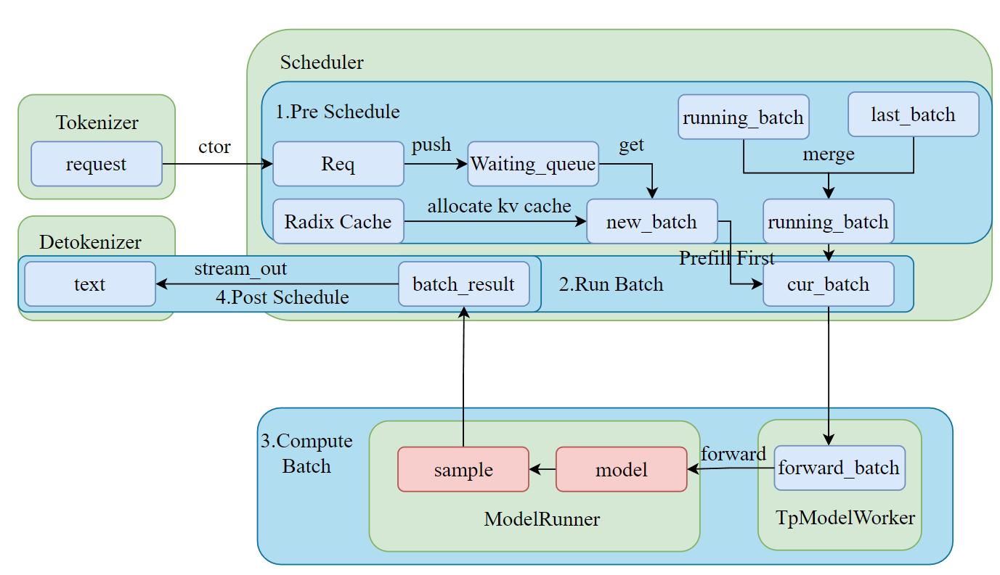 Scheduler
1.Pre Schedule
running_batch
last_batch
Tokenizer
request
ctor
Req
push
Waiting_queue
get
merge
Radix Cache
allocate kv cache
new_batch
running_batch
Detokenizer
Prefill First
text
stream_out
4.Post Schedule
batch_result
2.Run Batch
cur_batch
3.Compute
Batch
sample
model
forward
forward_batch
ModelRunner
TpModelWorker